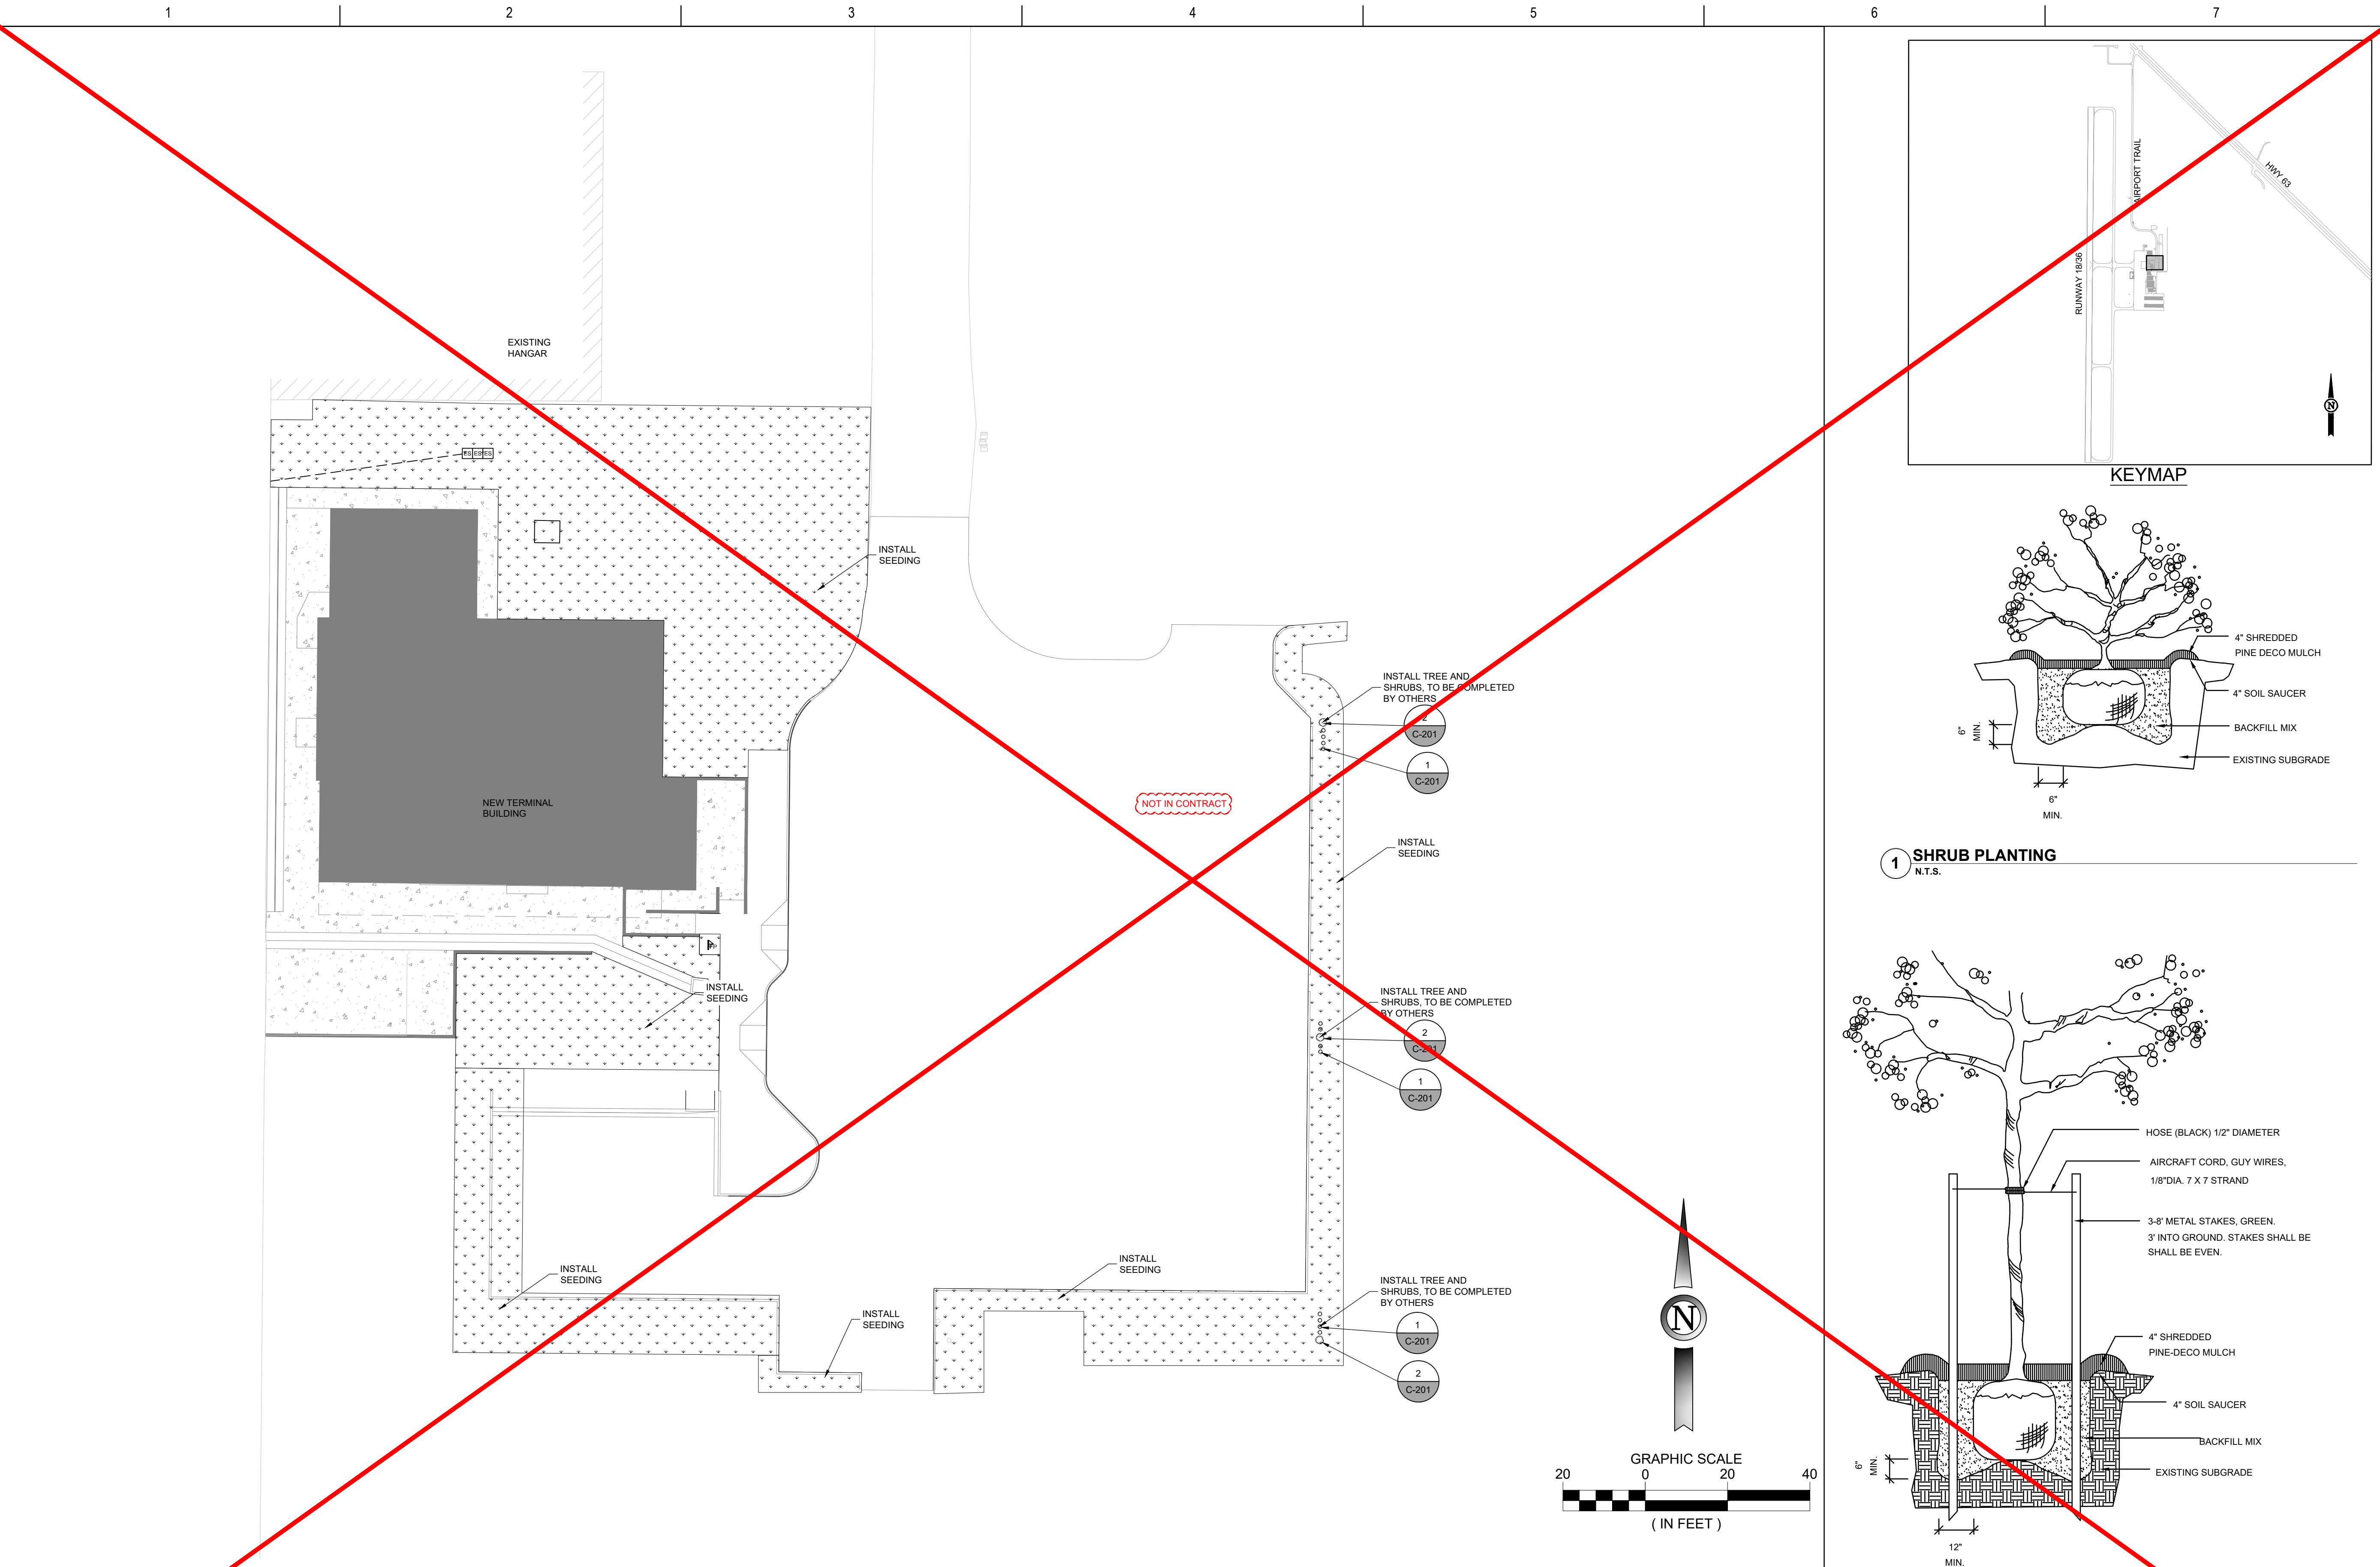 1
2
3
4
5
6
7
EXISTING
HANGAR
ES ES ES
INSTALL
SEEDING
NEW TERMINAL
BUILDING
INSTALL TREE AND
SHRUBS, TO BE COMPLETED
BY OTHERS
2
C-201
1
C-201
NOT IN CONTRACT
INSTALL
SEEDING
FP
INSTALL
SEEDING
INSTALL TREE AND
SHRUBS, TO BE COMPLETED
BY OTHERS
2
C-201
1
C-201
INSTALL
SEEDING
INSTALL
SEEDING
INSTALL
SEEDING
INSTALL TREE AND
SHRUBS, TO BE COMPLETED
BY OTHERS
1
C-201
2
C-201
N
GRAPHIC SCALE
20 0 20 40
( IN FEET )
AIRPORT TRAIL
HWY 63
RUNWAY 18/36
N
KEYMAP
4" SHREDDED
PINE DECO MULCH
4" SOIL SAUCER
BACKFILL MIX
EXISTING SUBGRADE
6"
MIN.
6"
MIN.
1 SHRUB PLANTING
N.T.S.
HOSE (BLACK) 1/2" DIAMETER
AIRCRAFT CORD, GUY WIRES,
1/8"DIA. 7 X 7 STRAND
3-8' METAL STAKES, GREEN.
3' INTO GROUND. STAKES SHALL BE
SHALL BE EVEN.
4" SHREDDED
PINE-DECO MULCH
4" SOIL SAUCER
BACKFILL MIX
EXISTING SUBGRADE
6"
MIN.
12"
MIN.